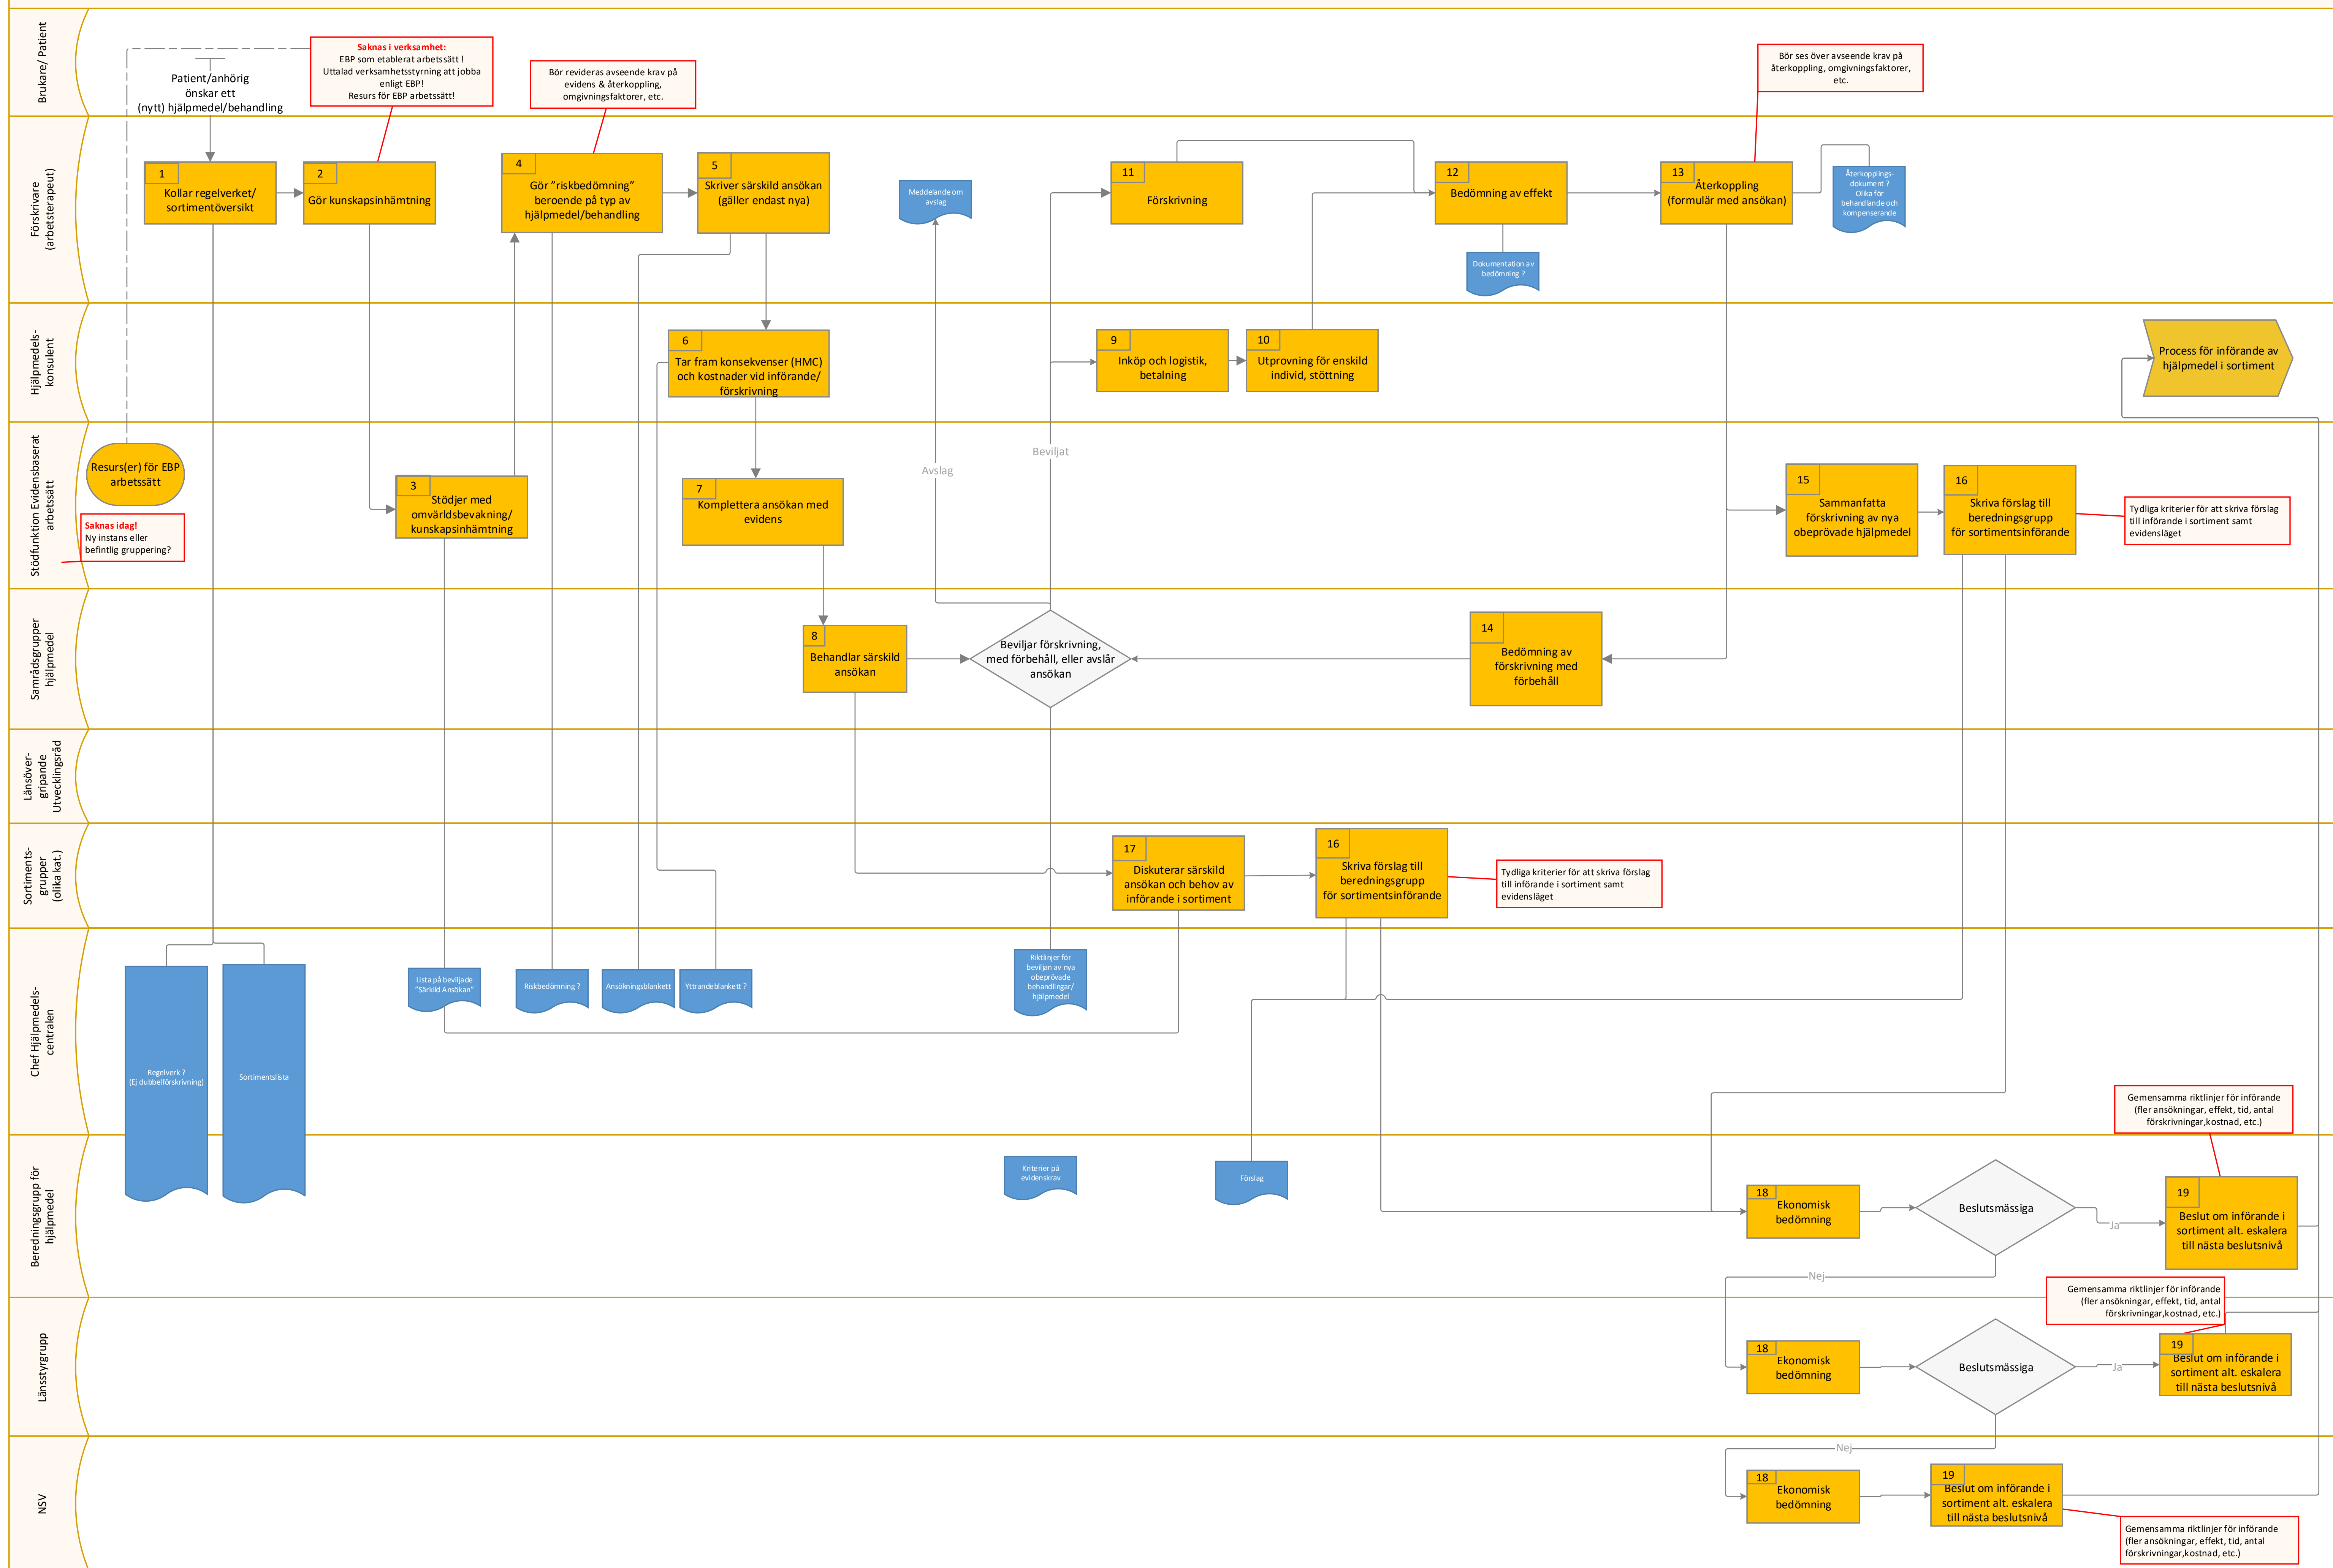 Brukare/ Patient
Patient/anhörig
önskar ett
(nytt) hjälpmedel/behandling
Saknas i verksamhet:
EBP som etablerat arbetssätt !
Uttalad verksamhetsstyrning att jobba
enligt EBP!
Resurs för EBP arbetssätt!
Bör revideras avseende krav på
evidens & återkoppling,
omgivningsfaktorer, etc.
Bör ses över avseende krav på
återkoppling, omgivningsfaktorer,
etc.
Förskrivare
(arbetsterapeut)
1
Kollar regelverket/
sortimentöversikt
2
Gör kunskapsinhämtning
4
Gör ”riskbedömning”
beroende på typ av
hjälpmedel/behandling
5
Skriver särskild ansökan
(gäller endast nya)
Meddelande om
avslag
11
Förskrivning
12
Bedömning av effekt
Dokumentation av
bedömning ?
13
Återkoppling
(formulär med ansökan)
Återkopplings-
dokument ?
Olika för
behandlande och
kompenserande
Hjälpmedels-
konsulent
6
Tar fram konsekvenser (HMC)
och kostnader vid införande/
förskrivning
9
Inköp och logistik,
betalning
10
Utprovning för enskild
individ, stöttning
Process för införande av
hjälpmedel i sortiment
Stödfunktion Evidensbaserat
arbetssätt
Resurs(er) för EBP
arbetssätt
Saknas idag!
Ny instans eller
befintlig gruppering?
3
Stödjer med
omvärldsbevakning/
kunskapsinhämtning
7
Komplettera ansökan med
evidens
Avslag
Beviljat
15
Sammanfatta
förskrivning av nya
obeprövade hjälpmedel
16
Skriva förslag till
beredningsgrupp
för sortimentsinförande
Tydliga kriterier för att skriva förslag
till införande i sortiment samt
evidensläget
Samrådsgrupper
hjälpmedel
8
Behandlar särskild
ansökan
Beviljar förskrivning,
med förbehåll, eller avslår
ansökan
14
Bedömning av
förskrivning med
förbehåll
Länsöver-
gripande
Utvecklingsråd
Sortiments-
grupper
(olika kat.)
17
Diskuterar särskild
ansökan och behov av
införande i sortiment
16
Skriva förslag till
beredningsgrupp
för sortimentsinförande
Tydliga kriterier för att skriva förslag
till införande i sortiment samt
evidensläget
Chef Hjälpmedels-
centralen
Regelverk ?
(Ej dubbelförskrivning)
Sortimentslista
Lista på beviljade
”Särkild Ansökan”
Riskbedömning ?
Ansökningsblankett
Yttrandeblankett ?
Riktlinjer för
beviljan av nya
obeprövade
behandlingar/
hjälpmedel
Gemensamma riktlinjer för införande
(fler ansökningar, effekt, tid, antal
förskrivningar,kostnad, etc.)
Beredningsgrupp för
hjälpmedel
Kriterier på
evidenskrav
Förslag
18
Ekonomisk
bedömning
Beslutsmässiga
Ja
19
Beslut om införande i
sortiment alt. eskalera
till nästa beslutsnivå
Nej
Länsstyrgrupp
Gemensamma riktlinjer för införande
(fler ansökningar, effekt, tid, antal
förskrivningar,kostnad, etc.)
18
Ekonomisk
bedömning
Beslutsmässiga
Ja
19
Beslut om införande i
sortiment alt. eskalera
till nästa beslutsnivå
Nej
NSV
18
Ekonomisk
bedömning
19
Beslut om införande i
sortiment alt. eskalera
till nästa beslutsnivå
Gemensamma riktlinjer för införande
(fler ansökningar, effekt, tid, antal
förskrivningar,kostnad, etc.)